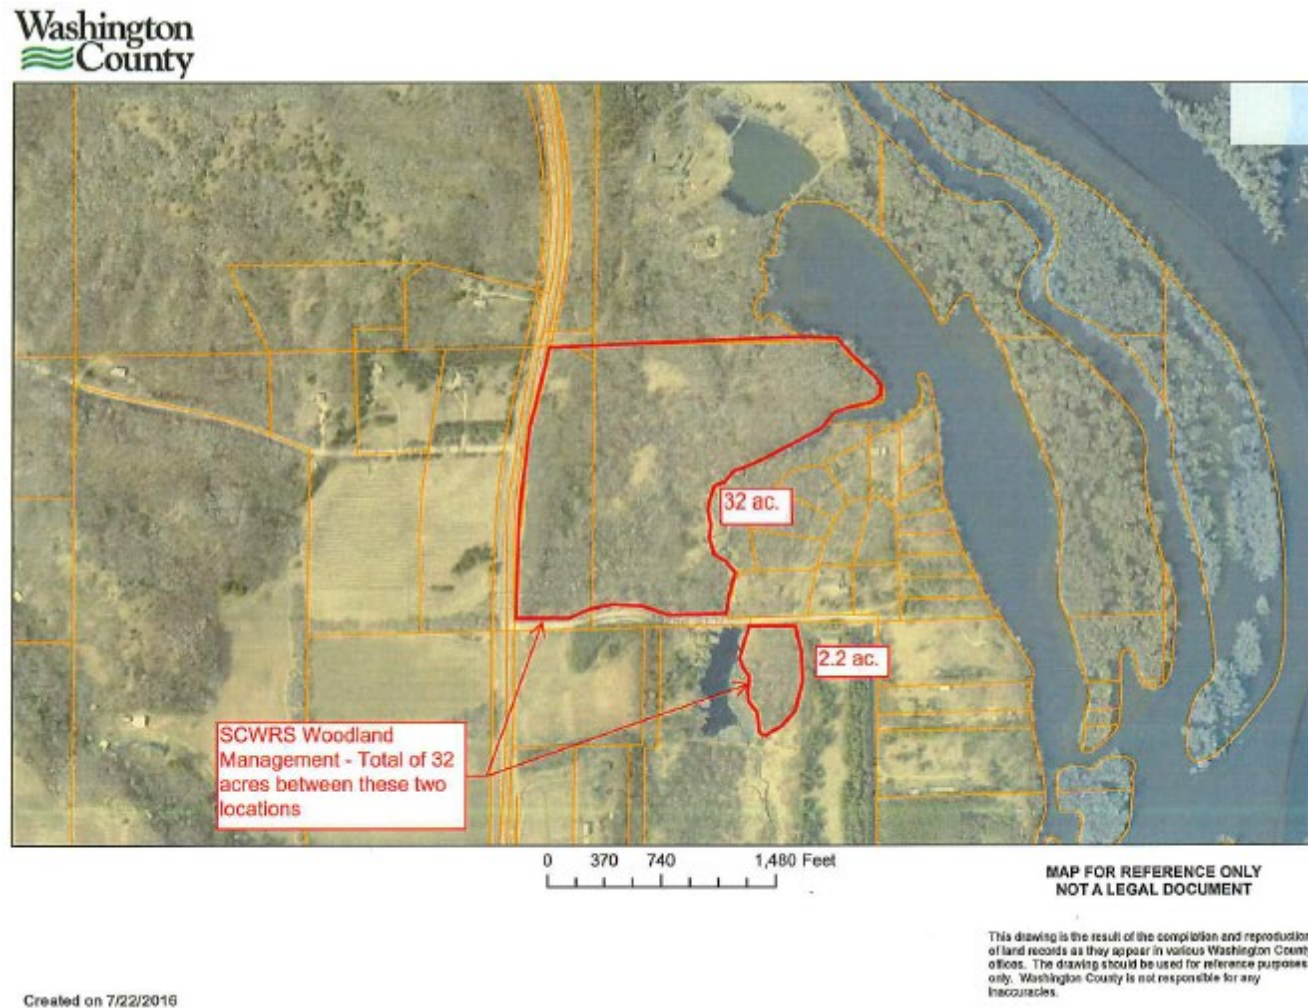 Washington
County
32 ac.
2.2 ac.
SCWRS Woodland
Management - Total of 32
acres between these two
locations
0 370 740 1,480 Feet
MAP FOR REFERENCE ONLY
NOT A LEGAL DOCUMENT
This drawing is the result of the compilation and reproduction
of land records as they appear in various Washington County
offices. The drawing should be used for reference purposes
only. Washington County is not responsible for any
inaccuracies.
Created on 7/22/2016